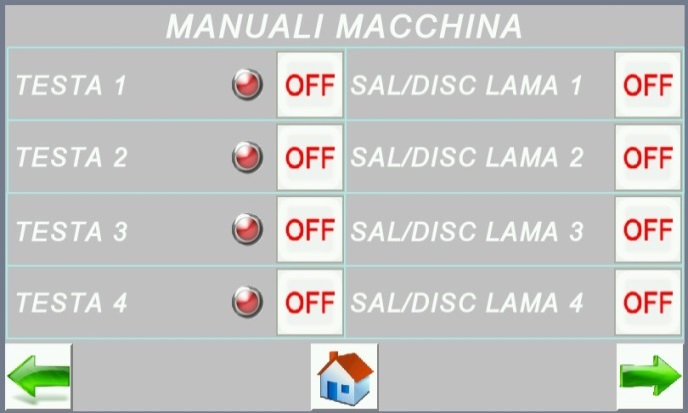 MANUALI MACCHINA
TESTA 1 OFF SAL/DISC LAMA 1 OFF
TESTA 2 OFF SAL/DISC LAMA 2 OFF
TESTA 3 OFF SAL/DISC LAMA 3 OFF
TESTA 4 OFF SAL/DISC LAMA 4 OFF